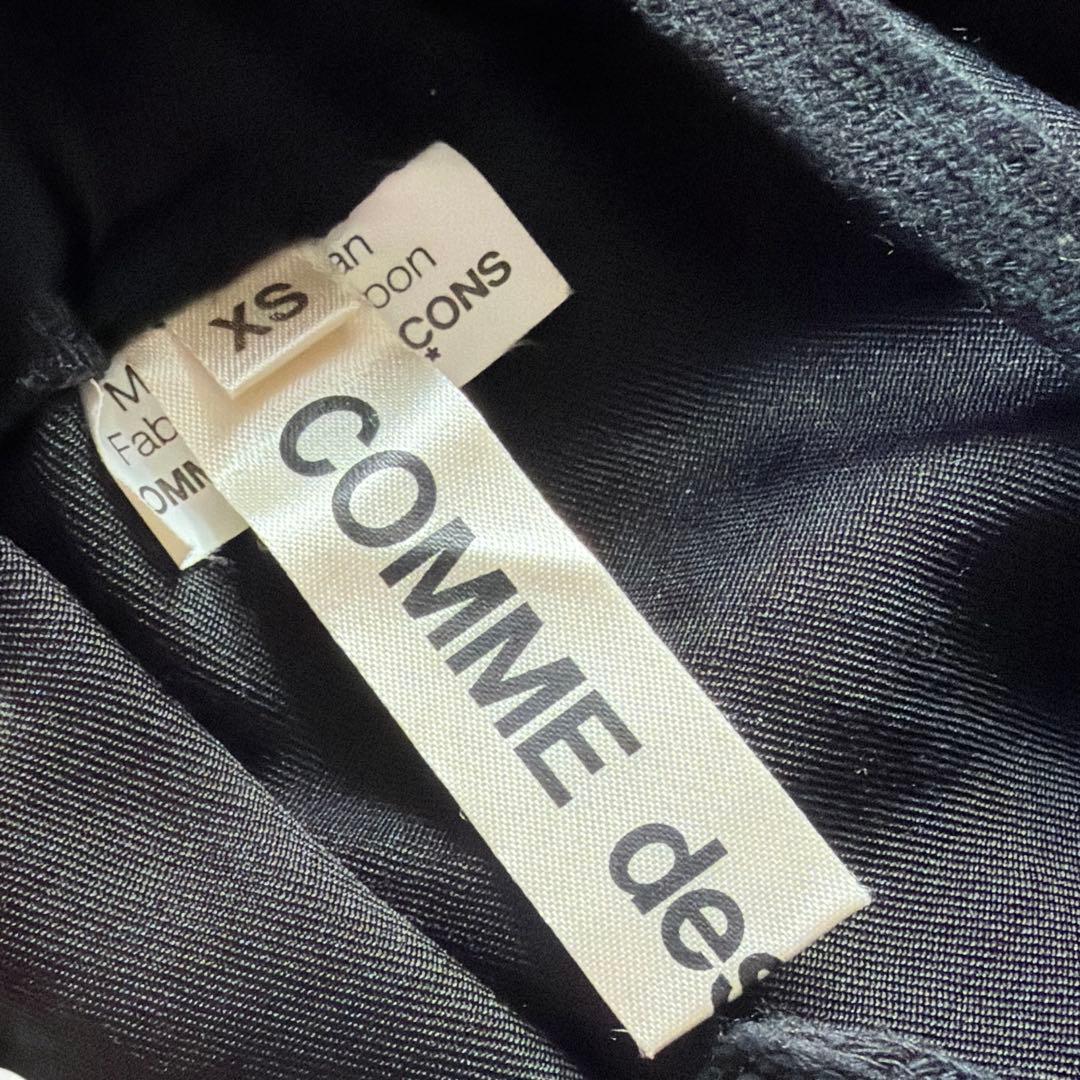 XS
COMME des
M an
Fab pon
OMM ÇONS
*